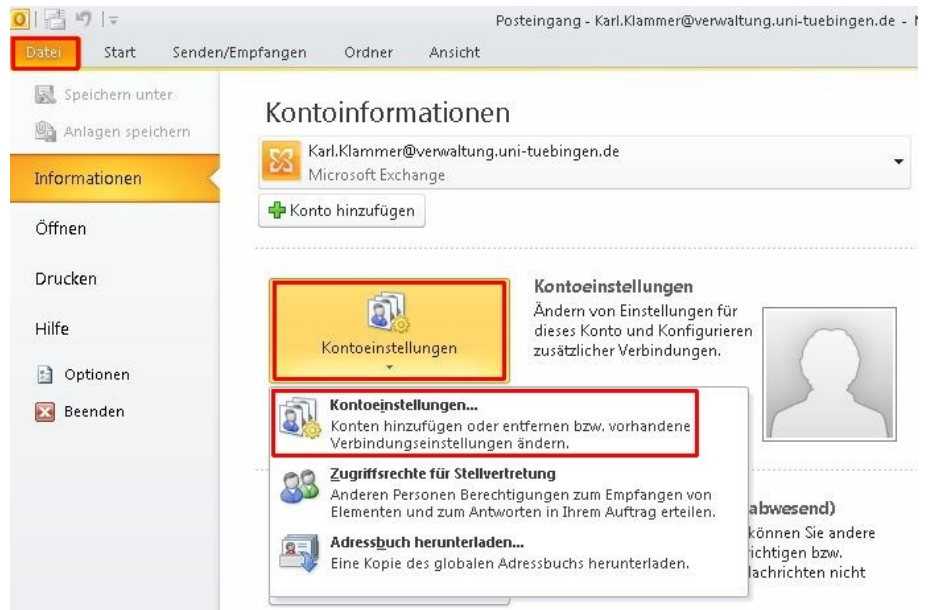 Posteingang - Karl.Klammer@verwaltung.uni-tuebingen.de -
Datei Start Senden/Empfangen Ordner Ansicht
Speichern unter
Anlagen speichern
Informationen
Öffnen
Drucken
Hilfe
Optionen
Beenden
Kontoinformationen
Karl.Klammer@verwaltung.uni-tuebingen.de
Microsoft Exchange
Konto hinzufügen
Kontoeinstellungen
Kontoeinstellungen
Ändern von Einstellungen für
dieses Konto und Konfigurieren
zusätzlicher Verbindungen.
Kontoeinstellungen...
Konten hinzufügen oder entfernen bzw. vorhandene
Verbindungseinstellungen ändern.
Zugriffsrechte für Stellvertretung
Anderen Personen Berechtigungen zum Empfangen von
Elementen und zum Antworten in Ihrem Auftrag erteilen.
Adressbuch herunterladen...
Eine Kopie des globalen Adressbuchs herunterladen.
abwesend)
können Sie andere
bzw.
nicht